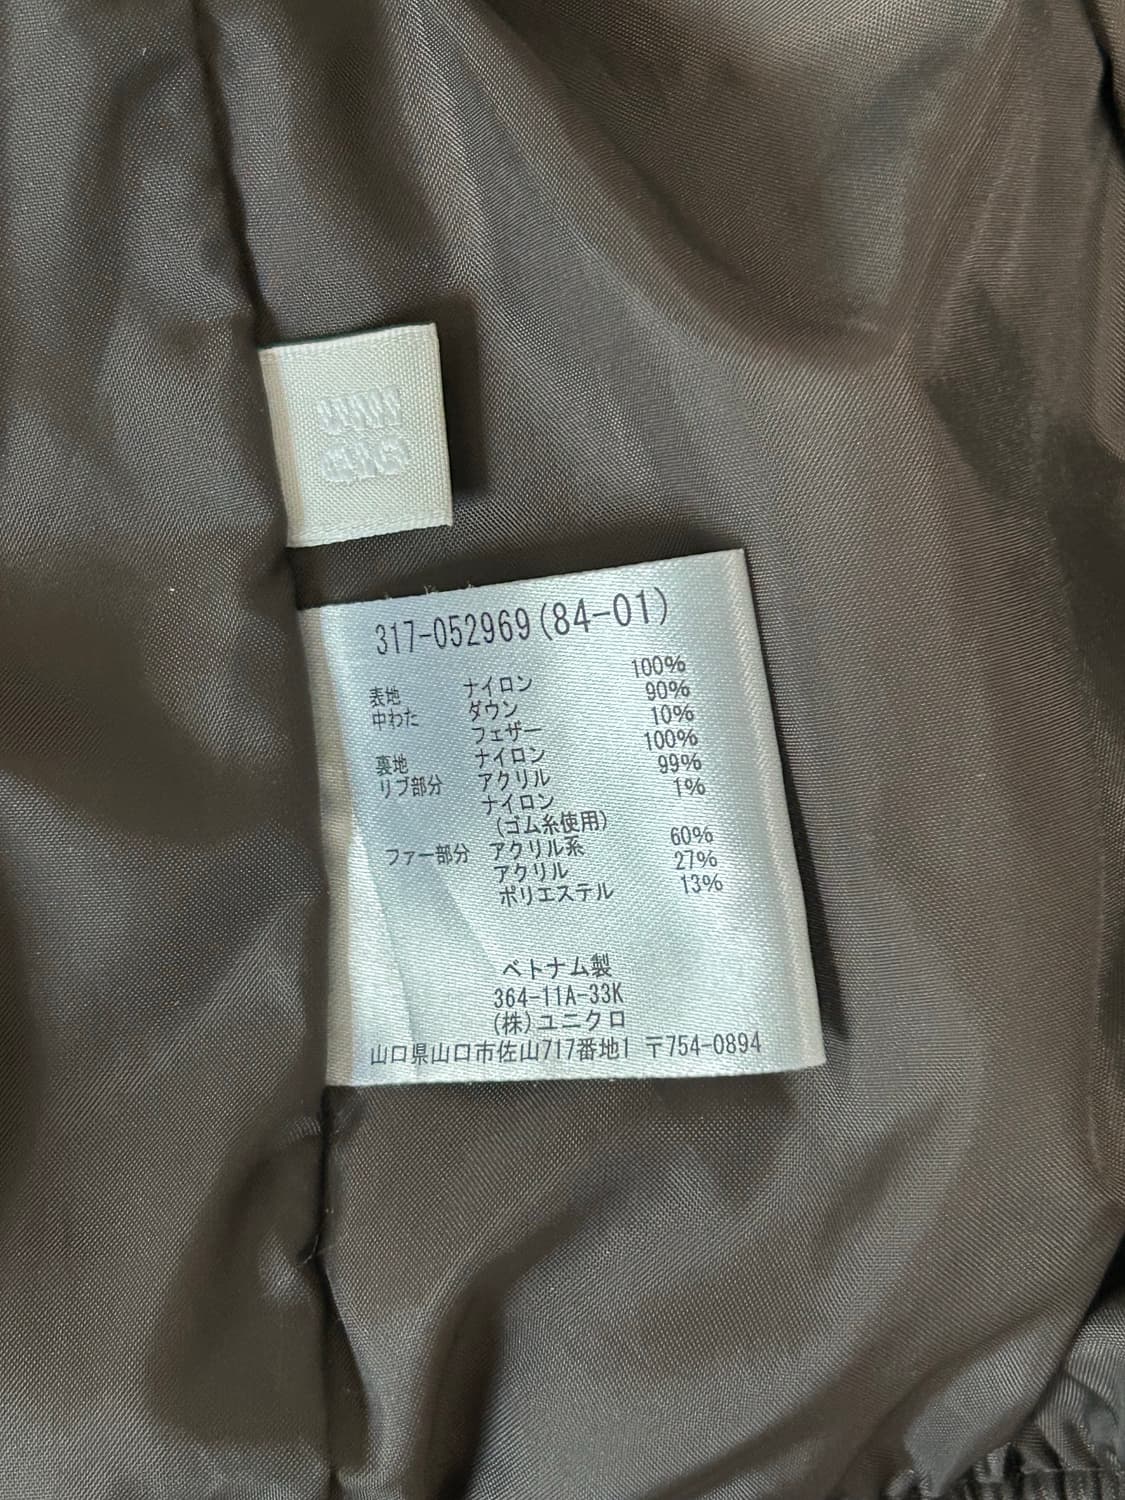 317-052969(84-01)
表地 ナイロン 100%
中わた ダウン 90%
フェザー 10%
裏地 ナイロン 100%
リブ部分 アクリル 99%
ナイロン 1%
(ゴム糸使用)
ファー部分 アクリル系 60%
アクリル 27%
ポリエステル 13%
ベトナム製
364-11A-33K
(株)ユニクロ
山口県山口市佐山717番地1 〒754-0894